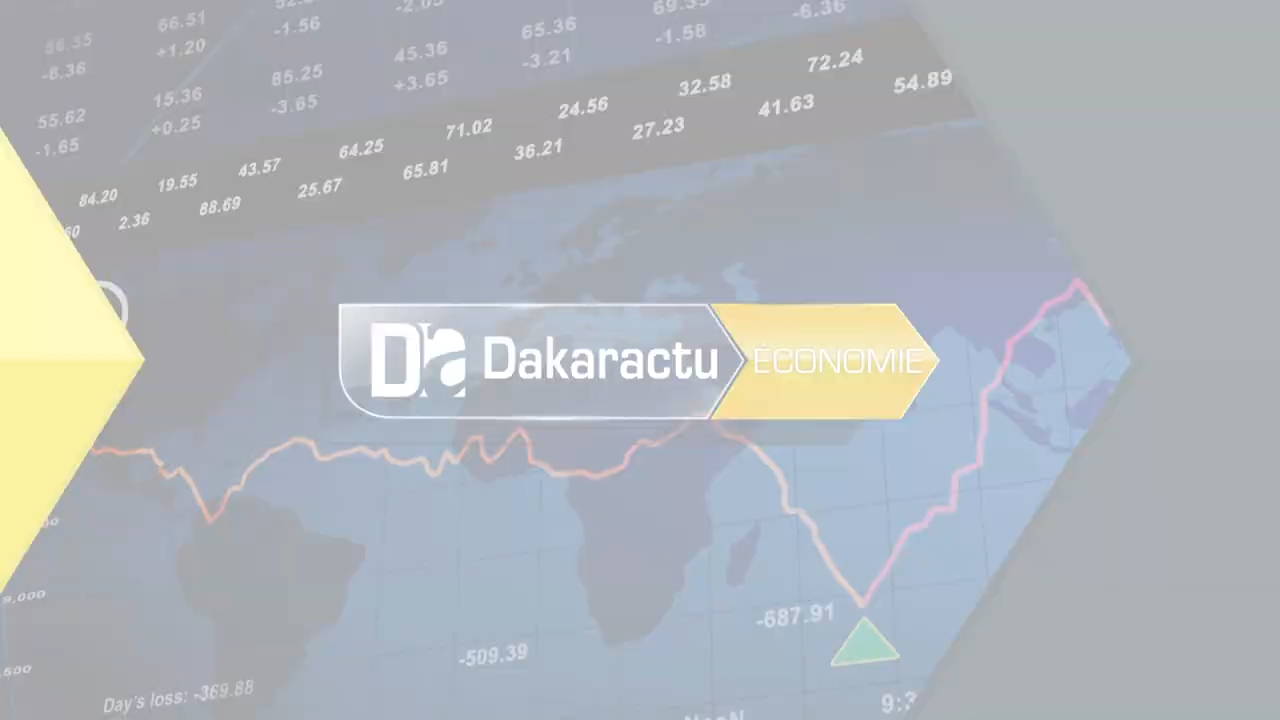 86.35 66.51 -1.56 65.36 -6.36
-6.36 +1.20 45.36 -1.58
85.25 -3.21
55.62 15.36 +3.65
-1.65 +0.25 -3.65
84.20 19.55 43.57 64.25 71.02 24.56 32.58 72.24
60 2.36 88.69 25.67 65.81 36.21 27.23 41.63 54.89
Da Dakaractu ÉCONOMIE
-687.91
-509.39
Day's loss: -369.88